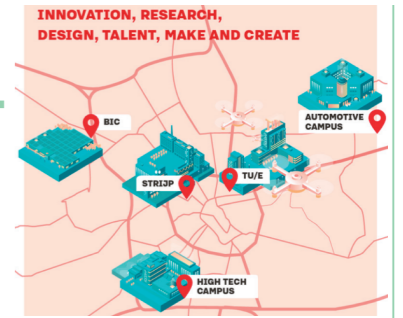 INNOVATION, RESEARCH,
DESIGN, TALENT, MAKE AND CREATE
AUTOMOTIVE
CAMPUS
BIC
STRIJP
TU/E
HIGH TECH
CAMPUS